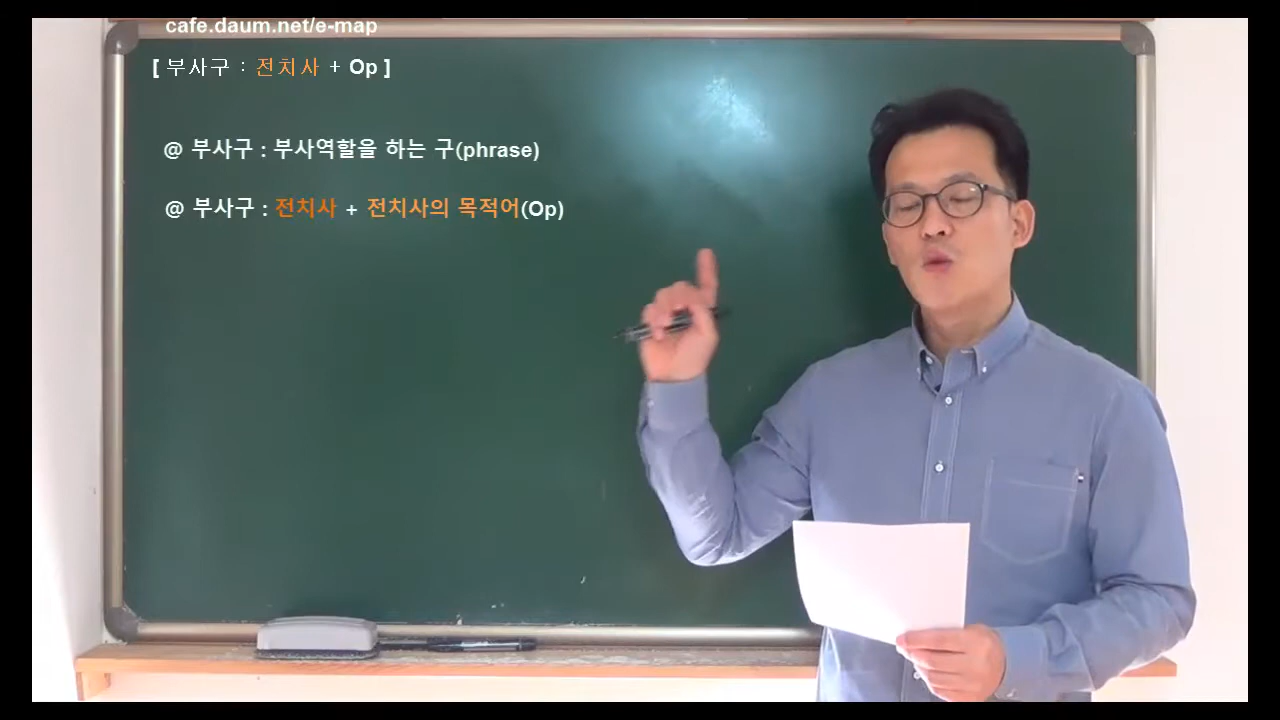 cafe.daum.net/e-map
[ 부사구 : 전치사 + Op ]
@ 부사구 : 부사역할을 하는 구(phrase)
@ 부사구 : 전치사 + 전치사의 목적어(Op)